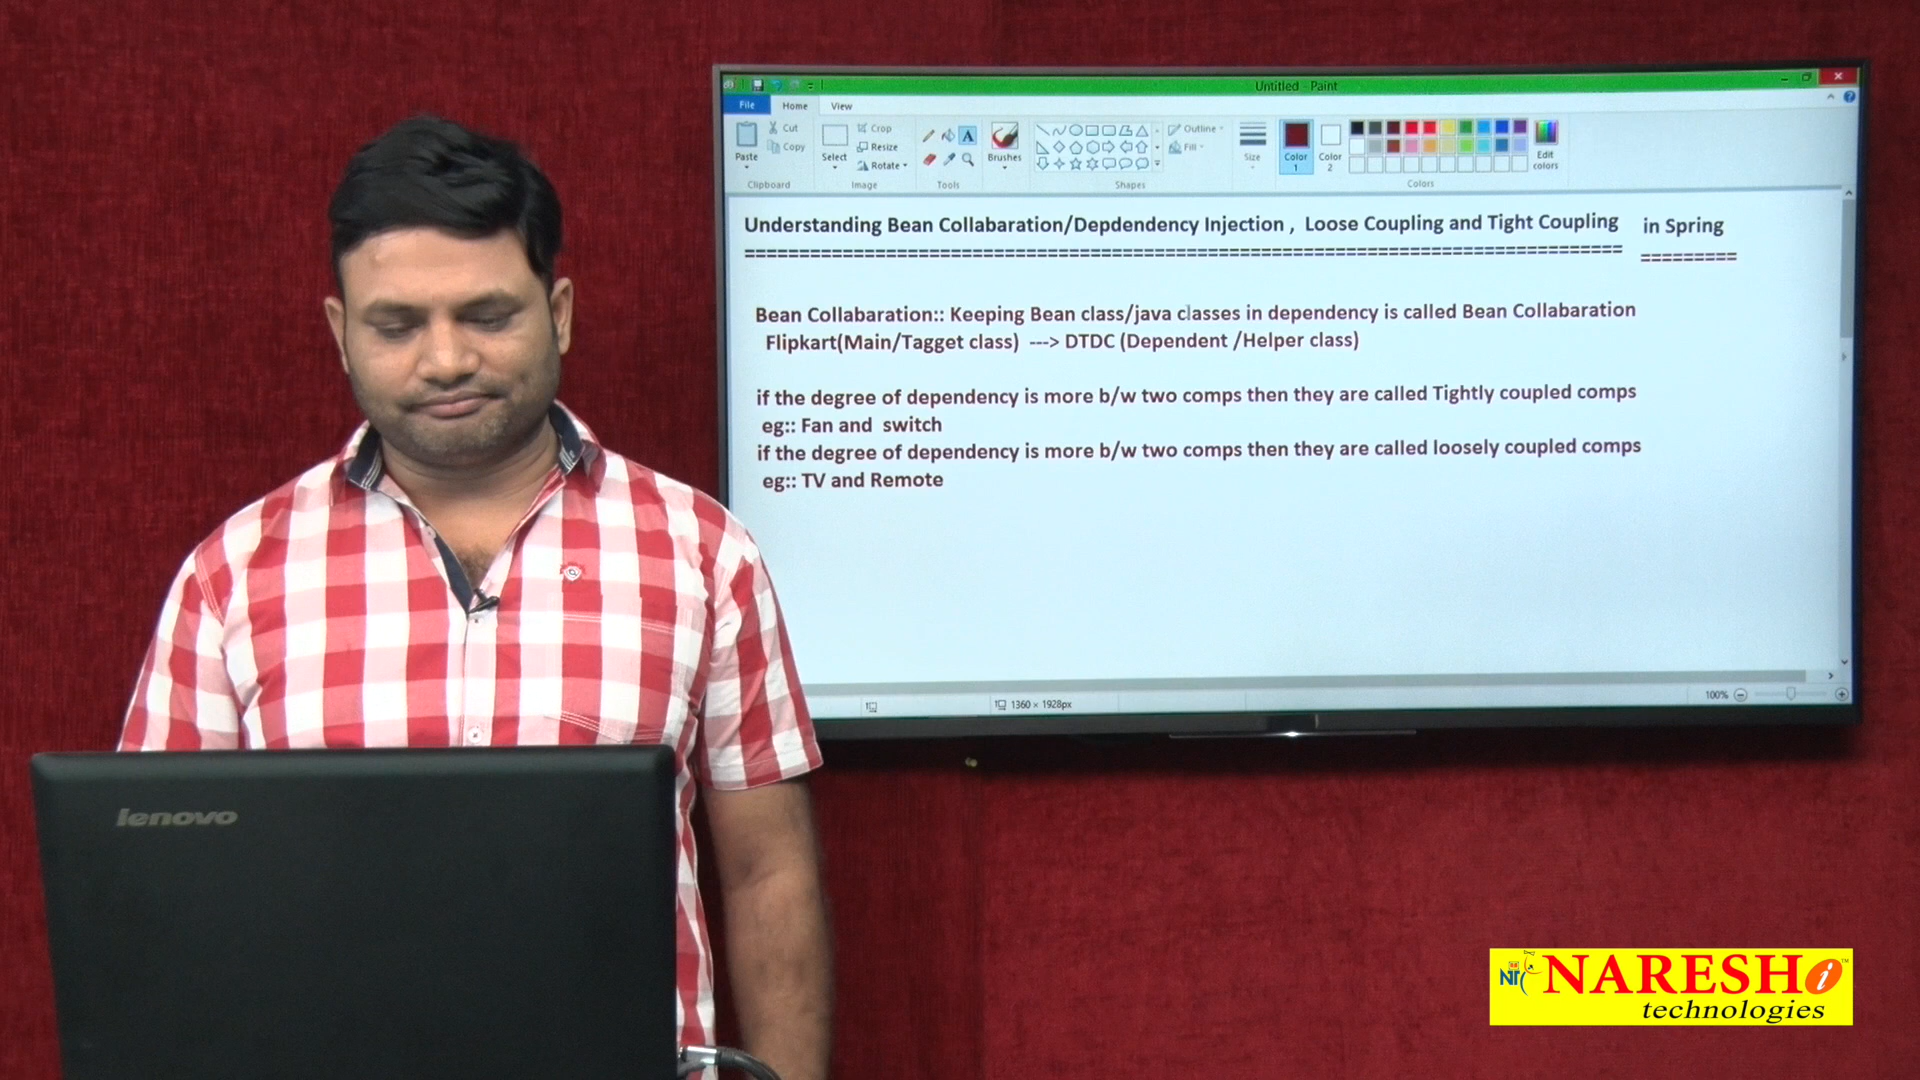 Untitled - Paint
File Home View
Cut
Copy
Paste
Clipboard
Crop
Resize
Rotate
Select
Image
Tools
Brushes
Outline
Fill
Shapes
Size
Color 1
Color 2
Edit colors
Colors
Understanding Bean Collabaration/Depdendency Injection , Loose Coupling and Tight Coupling in Spring
Bean Collabaration:: Keeping Bean class/java classes in dependency is called Bean Collabaration
Flipkart(Main/Tagget class) ---> DTDC (Dependent /Helper class)
if the degree of dependency is more b/w two comps then they are called Tightly coupled comps
eg:: Fan and switch
if the degree of dependency is more b/w two comps then they are called loosely coupled comps
eg:: TV and Remote
1360 × 1928px
100%
lenovo
NT
NARESH i ™
technologies